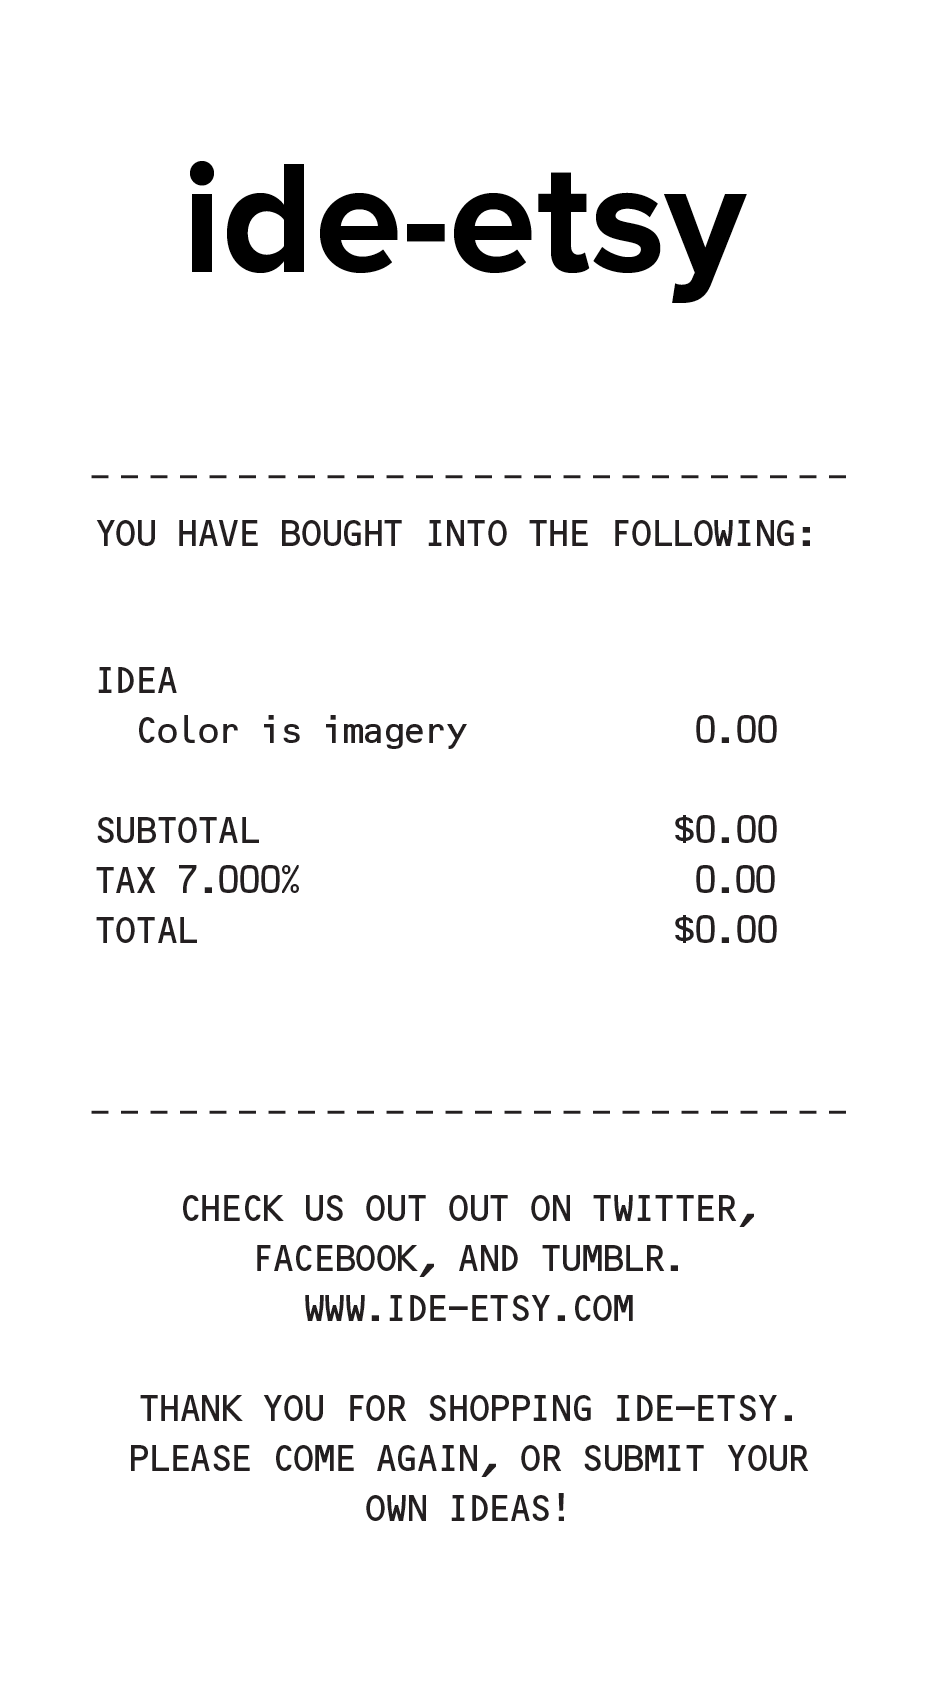 ide-etsy
YOU HAVE BOUGHT INTO THE FOLLOWING:
IDEA
Color is imagery 0.00
SUBTOTAL $0.00
TAX 7.000% 0.00
TOTAL $0.00
CHECK US OUT OUT ON TWITTER,
FACEBOOK, AND TUMBLR.
WWW.IDE-ETSY.COM
THANK YOU FOR SHOPPING IDE-ETSY.
PLEASE COME AGAIN, OR SUBMIT YOUR
OWN IDEAS!